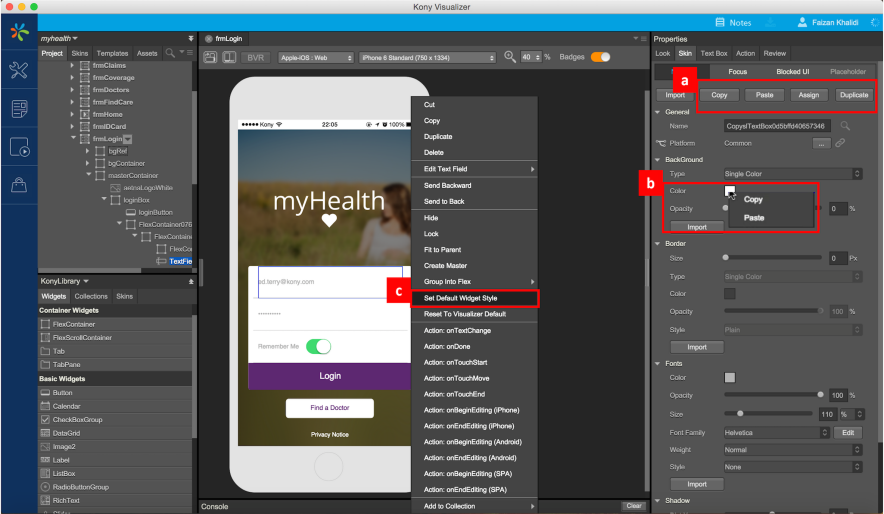 Kony Visualizer
Notes
Faizan Khalidi
myhealth
Project Skins Templates Assets
frmClaims
frmCoverage
frmDoctors
frmFindCare
frmHome
frmIDCard
frmLogin
bgRef
bgContainer
masterContainer
aetnaLogoWhite
loginBox
loginButton
FlexContainer076
FlexContaine
FlexCo
TextFie
KonyLibrary
Widgets Collections Skins
Container Widgets
FlexContainer
FlexScrollContainer
Tab
TabPane
Basic Widgets
Button
Calendar
CheckBoxGroup
DataGrid
Image2
Label
ListBox
RadioButtonGroup
RichText
frmLogin
BVR Apple-iOS : Web iPhone 6 Standard (750 x 1334) 40 % Badges
Kony 22:05 100%
myHealth
ad.terry@kony.com
Remember Me
Login
Find a Doctor
Privacy Notice
Console Clear
Cut
Copy
Duplicate
Delete
Edit Text Field
Send Backward
Send to Back
Hide
Lock
Fit to Parent
Create Master
Group Into Flex
c
Set Default Widget Style
Reset To Visualizer Default
Action: onTextChange
Action: onDone
Action: onTouchStart
Action: onTouchMove
Action: onTouchEnd
Action: onBeginEditing (iPhone)
Action: onEndEditing (iPhone)
Action: onBeginEditing (Android)
Action: onEndEditing (Android)
Action: onBeginEditing (SPA)
Action: onEndEditing (SPA)
Add to Collection
Properties
Look Skin Text Box Action Review
Focus Blocked UI Placeholder
a
Import Copy Paste Assign Duplicate
General
Name CopyslTextBox0d5bffd40657346
Platform Common ...
BackGround
Type Single Color
b
Color
Copy
Paste
Opacity 0 %
Import
Border
Size 0 Px
Type Single Color
Color
Opacity 100 %
Style Plain
Import
Fonts
Color
Opacity 100 %
Size 110 %
Font Family Helvetica Edit
Weight Normal
Style None
Import
Shadow